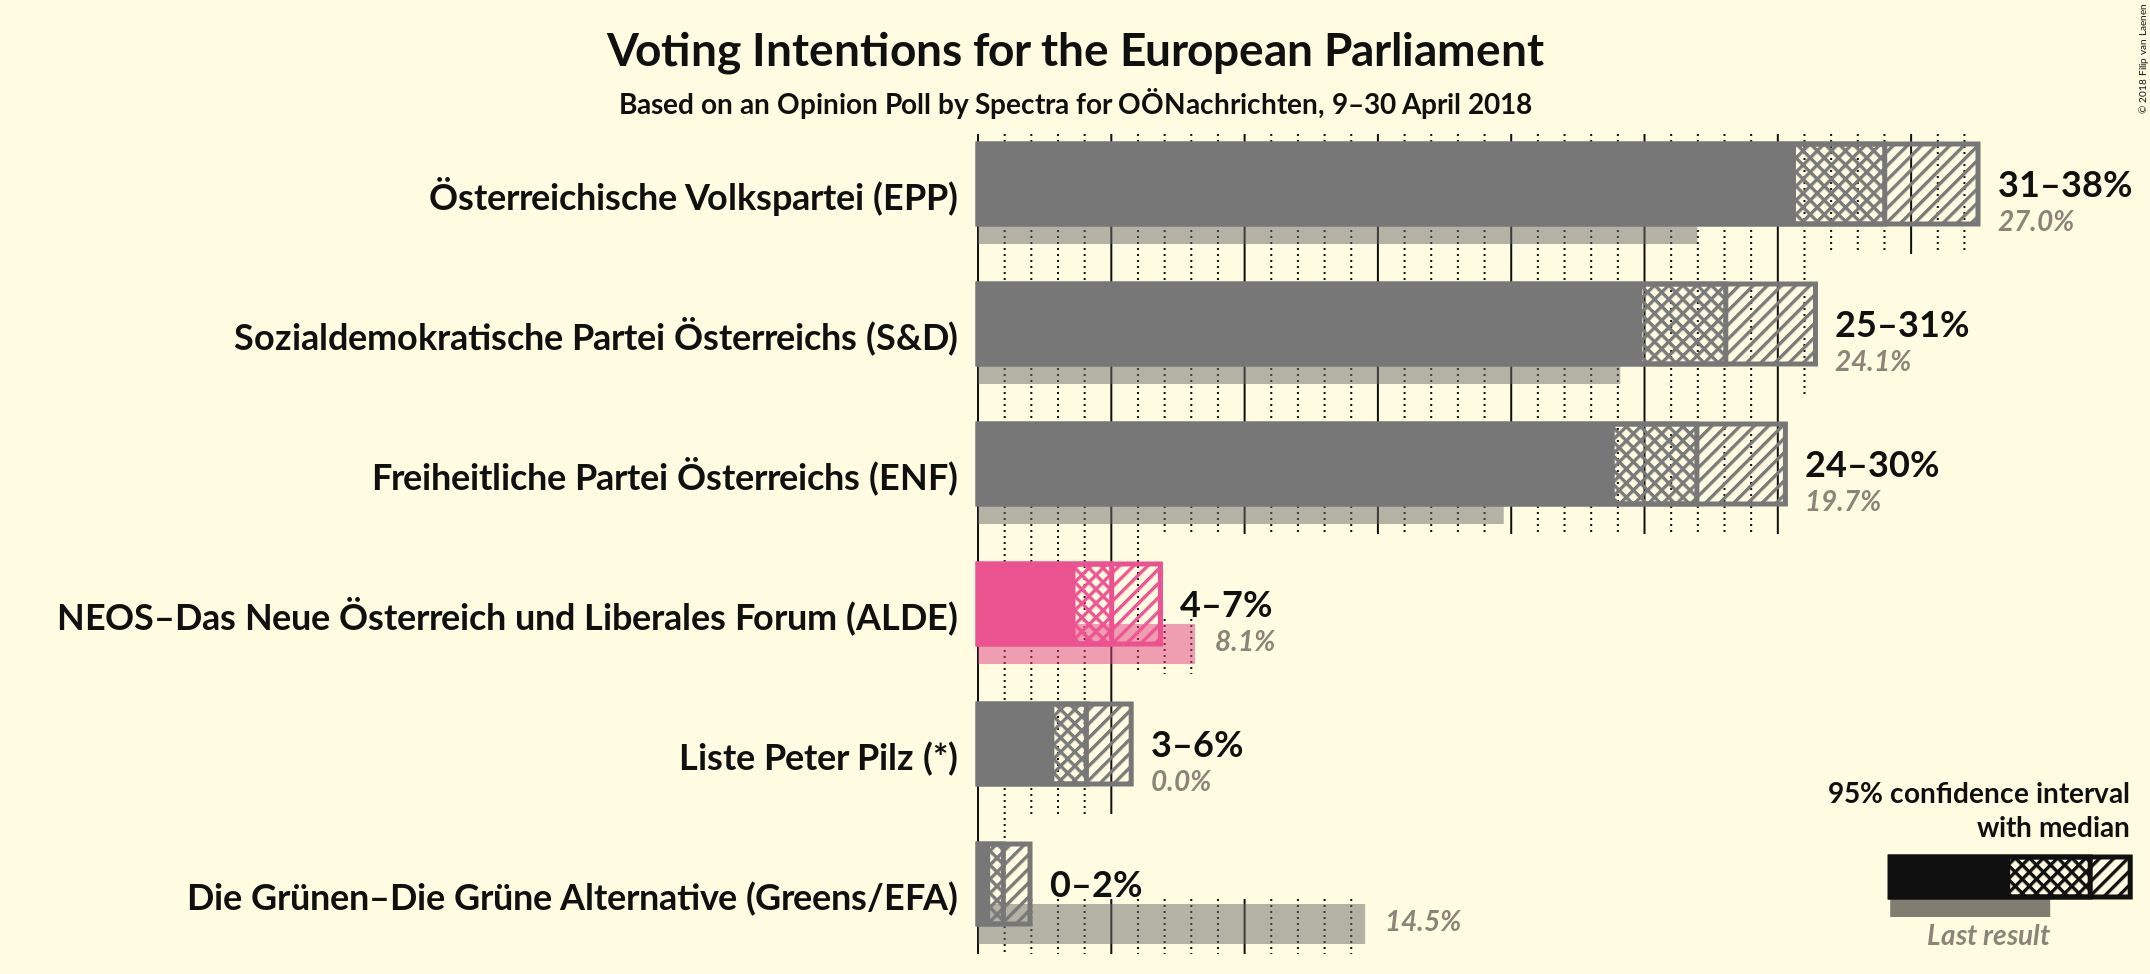 © 2018 Filip van Laenen
Voting Intentions for the European Parliament
Based on an Opinion Poll by Spectra for OÖNachrichten, 9–30 April 2018
Österreichische Volkspartei (EPP)
31–38%
27.0%
Sozialdemokratische Partei Österreichs (S&D)
25–31%
24.1%
Freiheitliche Partei Österreichs (ENF)
24–30%
19.7%
NEOS–Das Neue Österreich und Liberales Forum (ALDE)
4–7%
8.1%
Liste Peter Pilz (*)
3–6%
0.0%
Die Grünen–Die Grüne Alternative (Greens/EFA)
0–2%
14.5%
95% confidence interval
with median
Last result